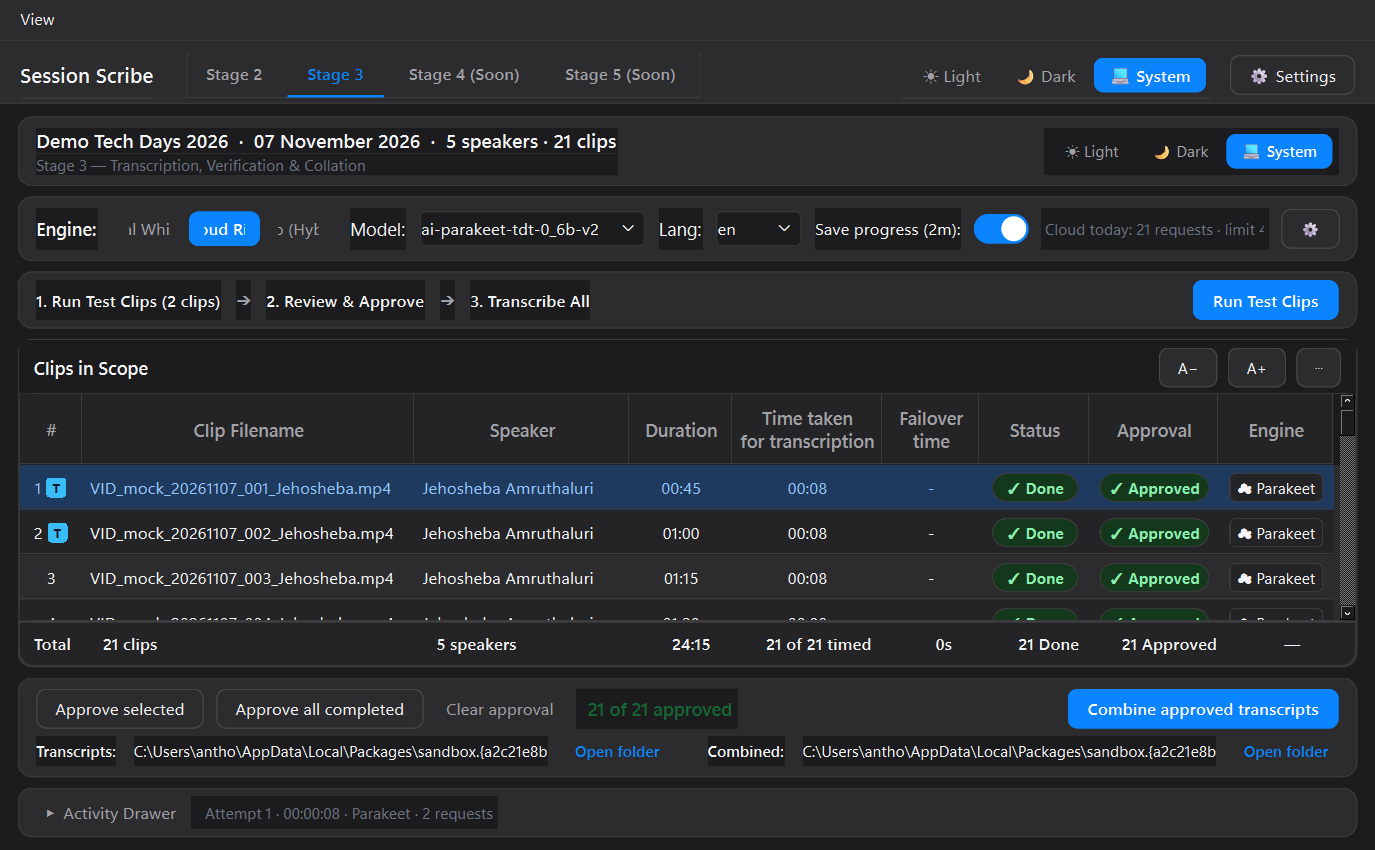 View
Session Scribe Stage 2 Stage 3 Stage 4 (Soon) Stage 5 (Soon) Light Dark System Settings
Demo Tech Days 2026 · 07 November 2026 · 5 speakers · 21 clips
Stage 3 — Transcription, Verification & Collation
Light Dark System
Engine: Model: ai-parakeet-tdt-0_6b-v2 Lang: en Save progress (2m): Cloud today: 21 requests · limit
1. Run Test Clips (2 clips) → 2. Review & Approve → 3. Transcribe All Run Test Clips
Clips in Scope A− A+ ...
# Clip Filename Speaker Duration Time taken for transcription Failover time Status Approval Engine
1 T VID_mock_20261107_001_Jehosheba.mp4 Jehosheba Amruthaluri 00:45 00:08 - ✓ Done ✓ Approved Parakeet
2 T VID_mock_20261107_002_Jehosheba.mp4 Jehosheba Amruthaluri 01:00 00:08 - ✓ Done ✓ Approved Parakeet
3 VID_mock_20261107_003_Jehosheba.mp4 Jehosheba Amruthaluri 01:15 00:08 - ✓ Done ✓ Approved Parakeet
Total 21 clips 5 speakers 24:15 21 of 21 timed 0s 21 Done 21 Approved —
Approve selected Approve all completed Clear approval 21 of 21 approved Combine approved transcripts
Transcripts: C:\Users\antho\AppData\Local\Packages\sandbox.{a2c21e8b Open folder Combined: C:\Users\antho\AppData\Local\Packages\sandbox.{a2c21e8b Open folder
▸ Activity Drawer Attempt 1 · 00:00:08 · Parakeet · 2 requests